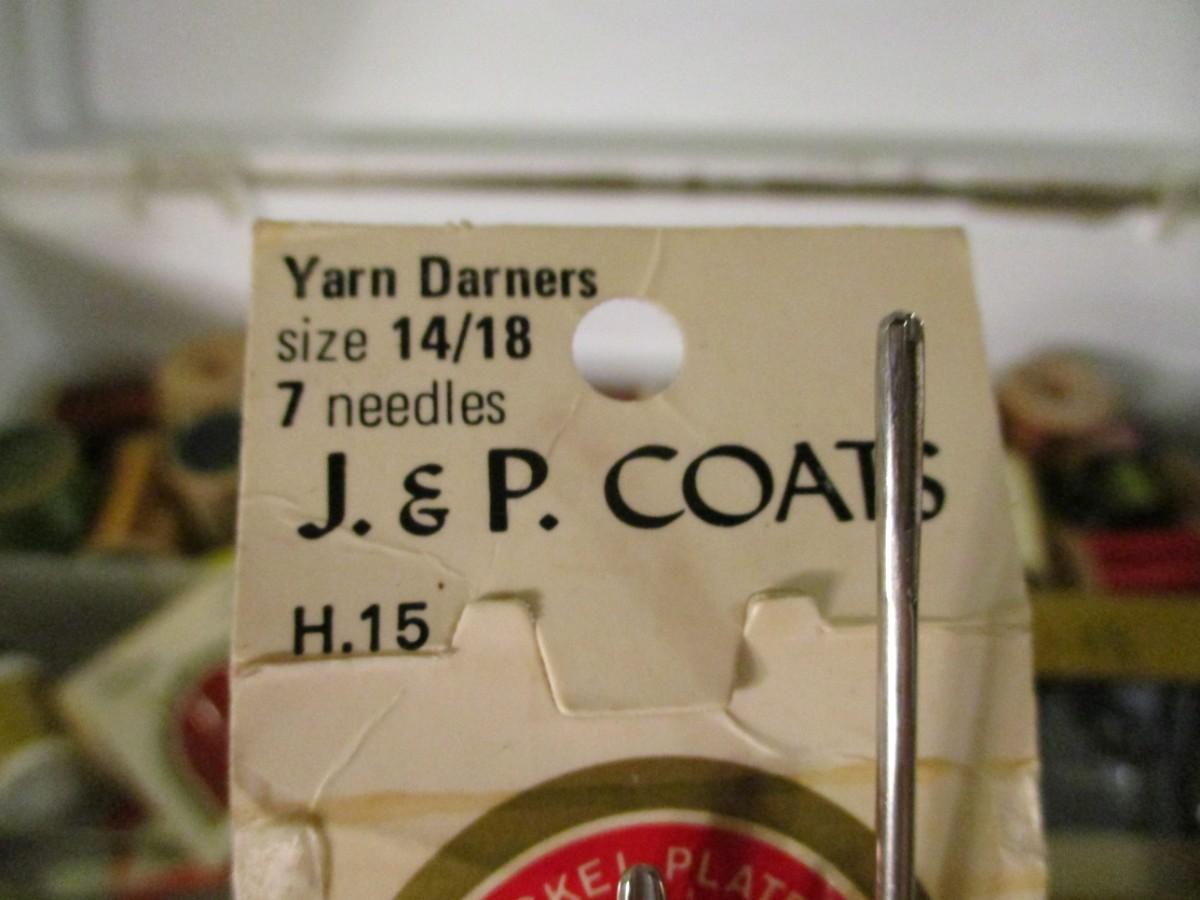 Yarn Darners
size 14/18
7 needles
J. & P. COATS
H.15